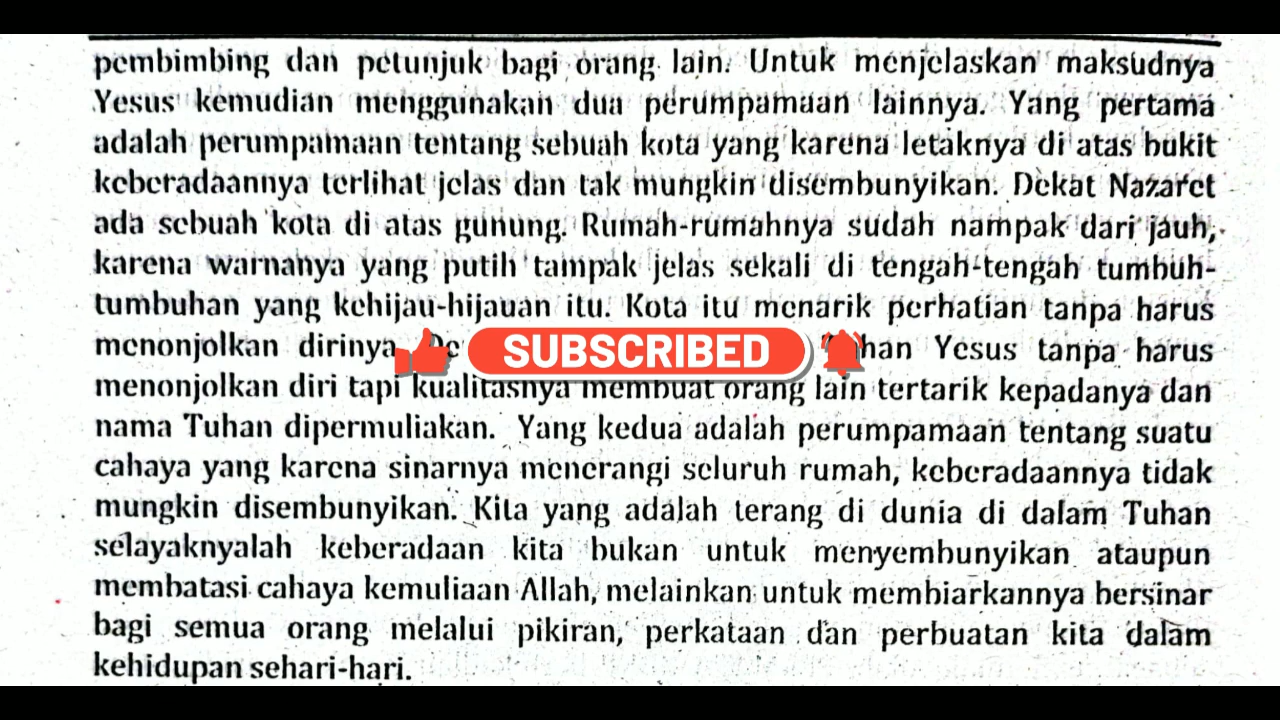 pembimbing dan petunjuk bagi orang lain. Untuk menjelaskan maksudnya
Yesus kemudian menggunakan dua perumpamaan lainnya. Yang pertama
adalah perumpamaan tentang sebuah kota yang karena letaknya di atas bukit
keberadaannya terlihat jelas dan tak mungkin disembunyikan. Dekat Nazaret
ada sebuah kota di atas gunung. Rumah-rumahnya sudah nampak dari jauh,
karena warnanya yang putih tampak jelas sekali di tengah-tengah tumbuh-
tumbuhan yang kehijau-hijauan itu. Kota itu menarik perhatian tanpa harus
menonjolkan dirinya SUBSCRIBED Yesus tanpa harus
menonjolkan diri tapi kualitasnya membuat orang lain tertarik kepadanya dan
nama Tuhan dipermuliakan. Yang kedua adalah perumpamaan tentang suatu
cahaya yang karena sinarnya menerangi seluruh rumah, keberadaannya tidak
mungkin disembunyikan. Kita yang adalah terang di dunia di dalam Tuhan
selayaknyalah keberadaan kita bukan untuk menyembunyikan ataupun
membatasi cahaya kemuliaan Allah, melainkan untuk membiarkannya bersinar
bagi semua orang melalui pikiran, perkataan dan perbuatan kita dalam
kehidupan sehari-hari.